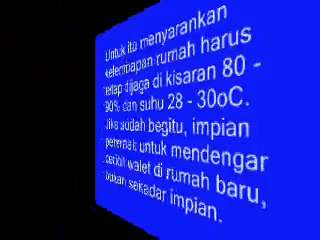 Untuk itu menyarankan
kelembapan rumah harus
tetap dijaga di kisaran 80 -
90% dan suhu 28 - 30oC.
Jika sudah begitu, impian
peternak untuk mendengar
cericit walet di rumah baru,
bukan sekadar impian.